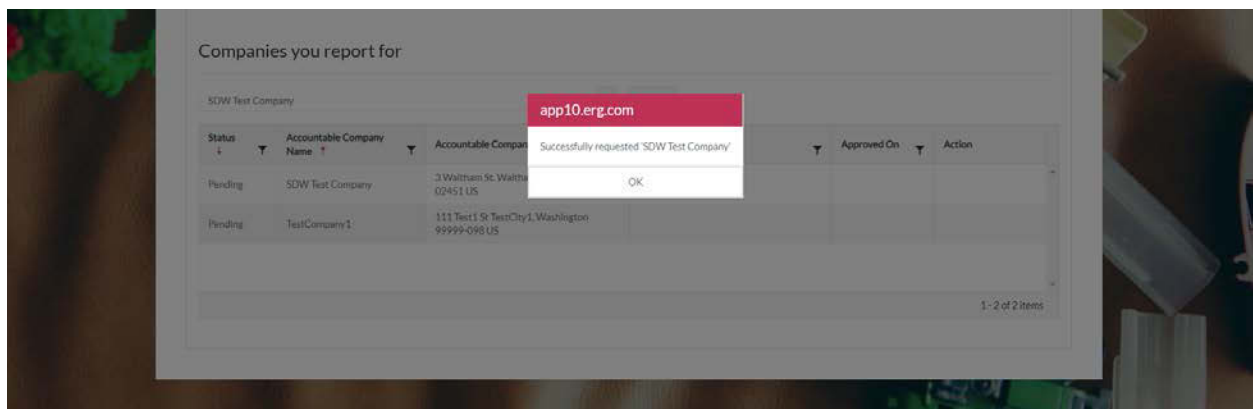 Companies you report for
SDW Test Company
app10.erg.com
Successfully requested 'SDW Test Company'
OK
Status
Accountable Company
Name
Accountable Compan
Approved On
Action
Pending
SDW Test Company
3 Waltham St. Waltha
02451 US
Pending
TestCompany1
111 Test1 St TestCity1, Washington
99999-098 US
1 - 2 of 2 items